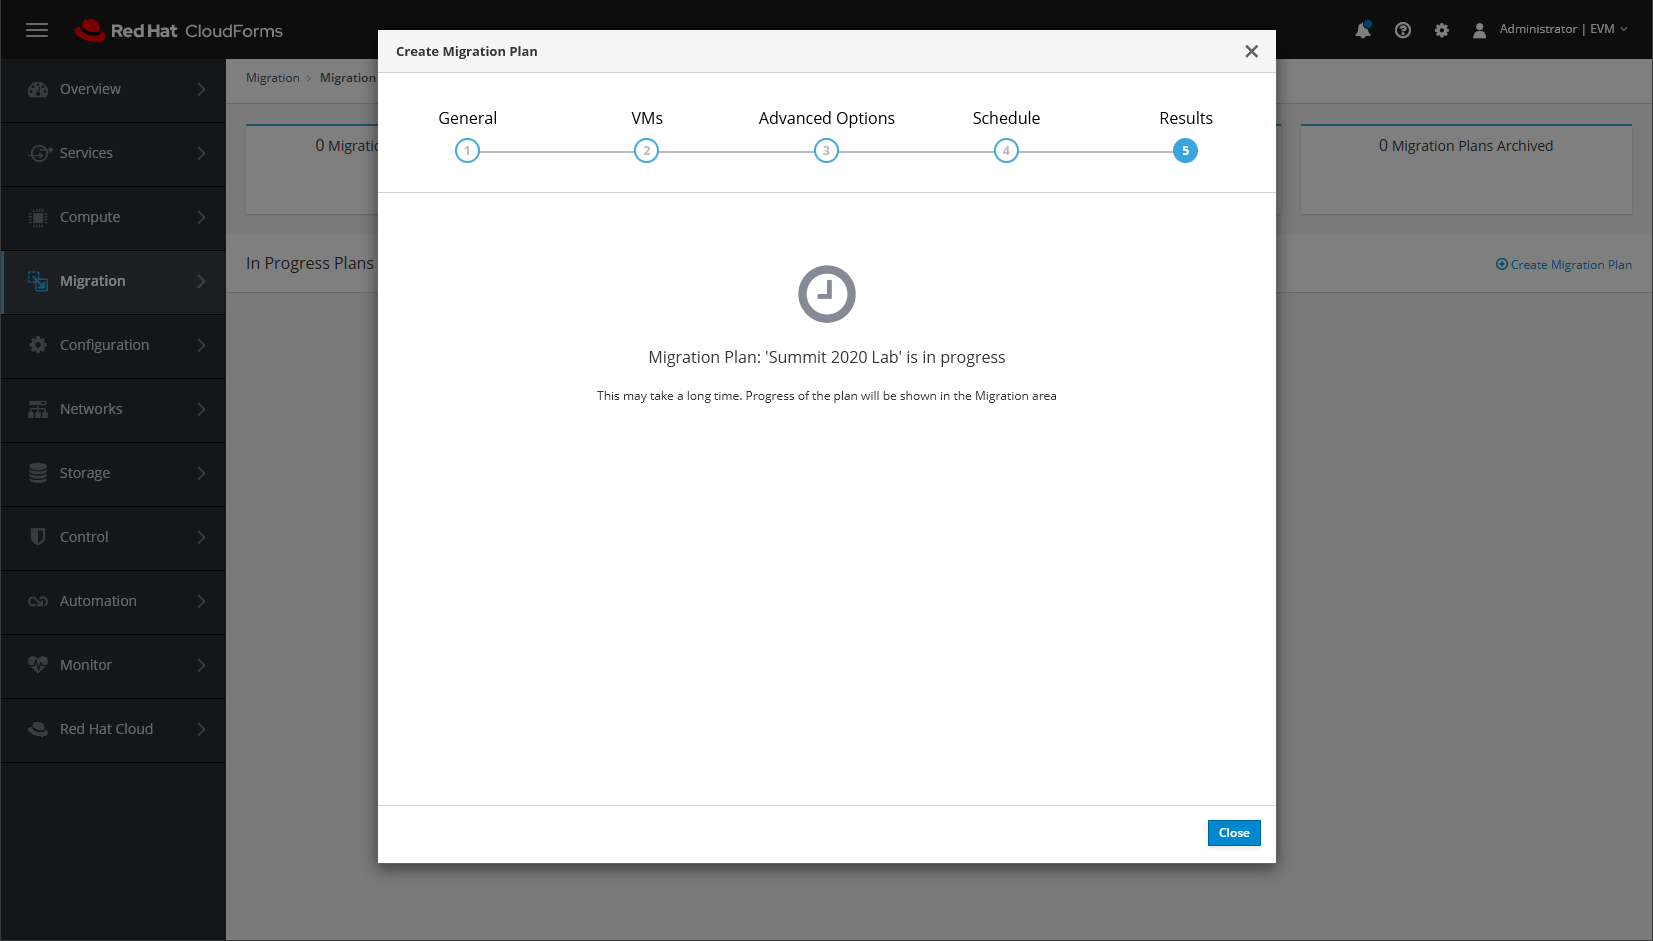 Red Hat CloudForms
Administrator | EVM
Create Migration Plan
Overview
Services
Compute
Migration
Configuration
Networks
Storage
Control
Automation
Monitor
Red Hat Cloud
Migration > Migration
0 Migratio
0 Migration Plans Archived
In Progress Plans
Create Migration Plan
General
VMs
Advanced Options
Schedule
Results
1
2
3
4
5
Migration Plan: 'Summit 2020 Lab' is in progress
This may take a long time. Progress of the plan will be shown in the Migration area
Close